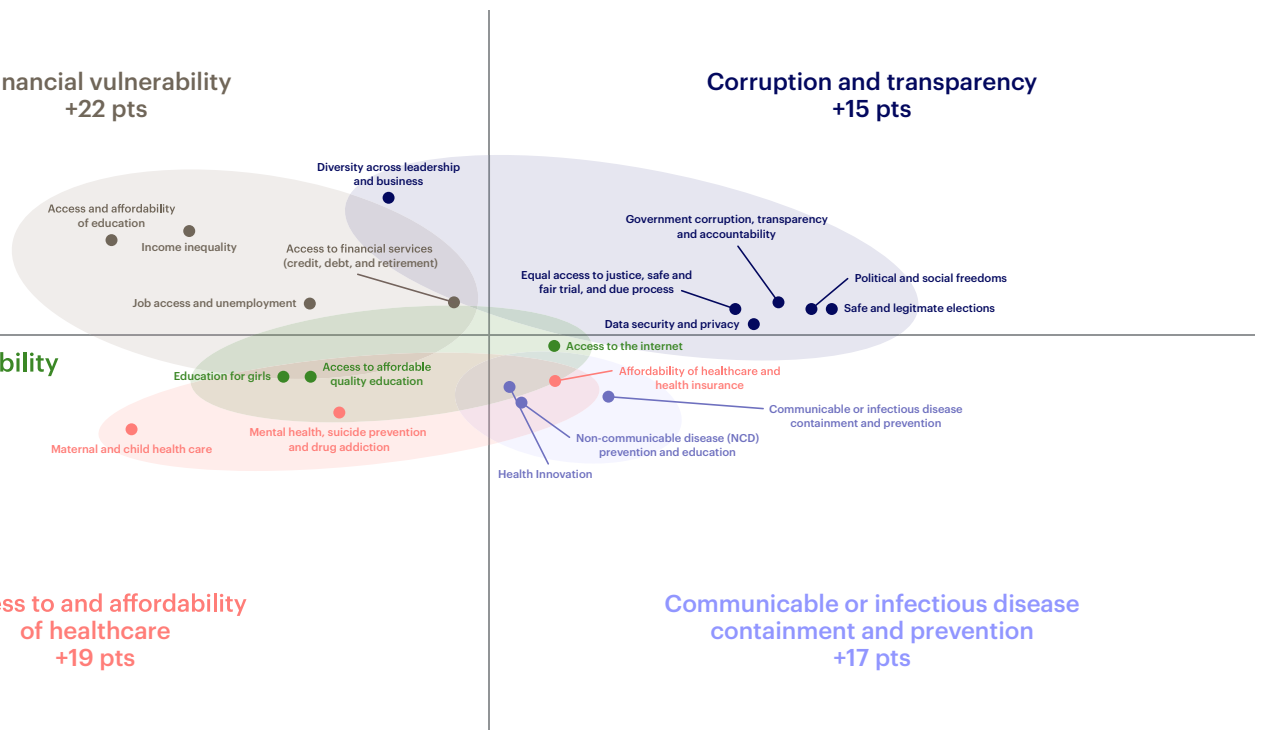 nancial vulnerability
+22 pts
Corruption and transparency
+15 pts
Diversity across leadership
and business
Access and affordability
of education
Income inequality
Access to financial services
(credit, debt, and retirement)
Job access and unemployment
Government corruption, transparency
and accountability
Equal access to justice, safe and
fair trial, and due process
Political and social freedoms
Safe and legitmate elections
Data security and privacy
Access to the internet
bility
Education for girls
Access to affordable
quality education
Affordability of healthcare and
health insurance
Communicable or infectious disease
containment and prevention
Mental health, suicide prevention
and drug addiction
Maternal and child health care
Non-communicable disease (NCD)
prevention and education
Health Innovation
ss to and affordability
of healthcare
+19 pts
Communicable or infectious disease
containment and prevention
+17 pts